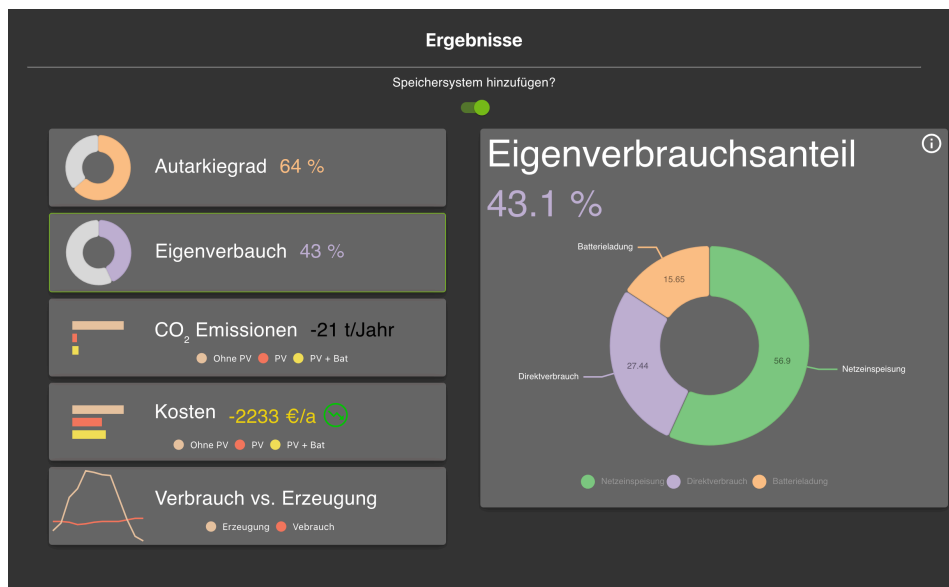 Ergebnisse
Speichersystem hinzufügen?
Autarkiegrad 64 %
Eigenverbauch 43 %
CO2 Emissionen -21 t/Jahr
Ohne PV PV PV + Bat
Kosten -2233 €/a
Ohne PV PV PV + Bat
Verbrauch vs. Erzeugung
Erzeugung Vebrauch
Eigenverbrauchsanteil
43.1 %
Batterieladung
15.65
56.9
Netzeinspeisung
27.44
Direktverbrauch
Netzeinspeisung Direktverbrauch Batterieladung